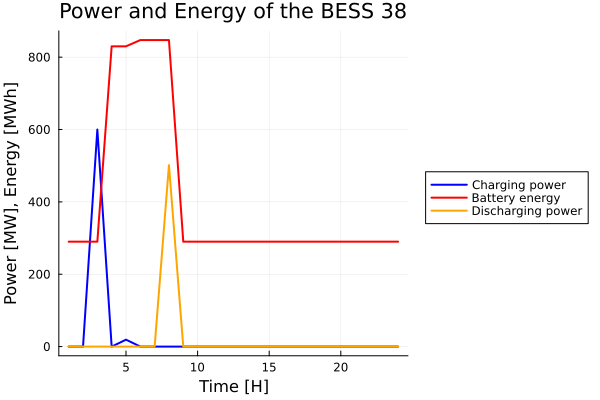 Power and Energy of the BESS 38
Power [MW], Energy [MWh]
800
600
400
200
0
5
10
15
20
Time [H]
Charging power
Battery energy
Discharging power